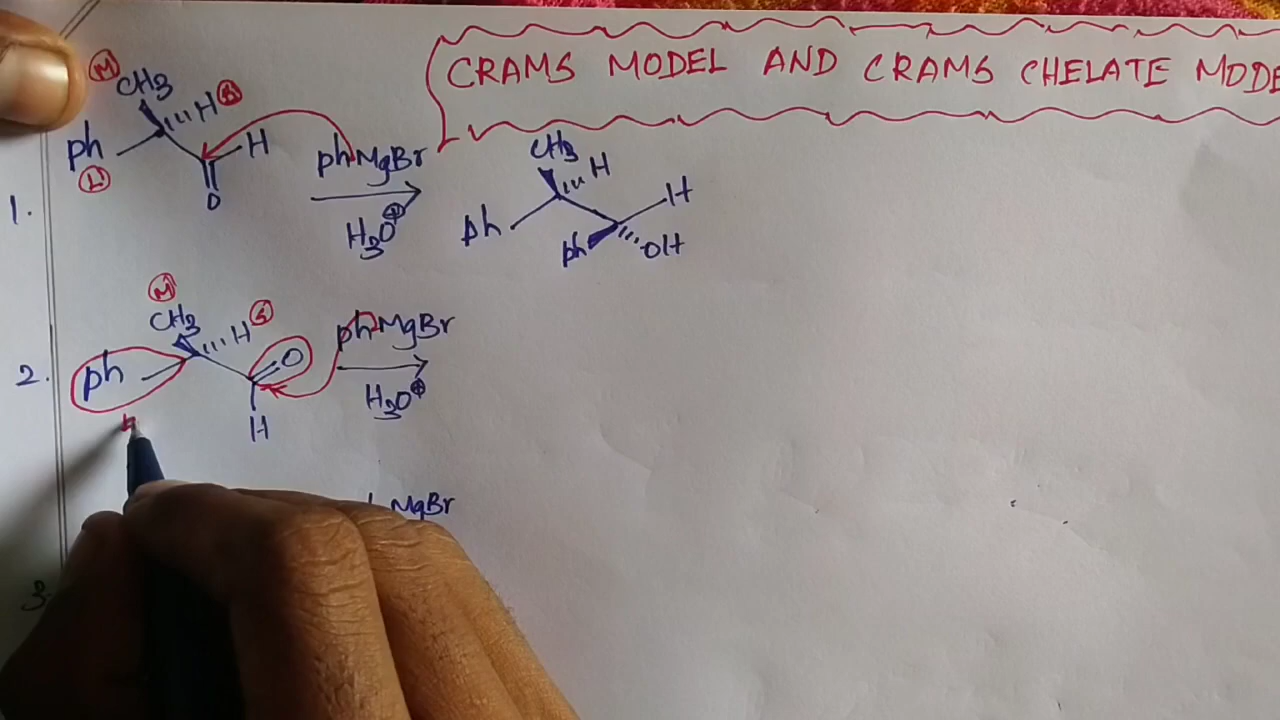 CRAMS MODEL AND CRAMS CHELATE MODE
1.
M
CH3
H S
Ph
L
H
O
phMgBr
H3O⊕
CH3
H
ph
H
ph
OH
2.
M
CH3
H S
ph
O
H
phMgBr
H3O⊕
3.
MgBr